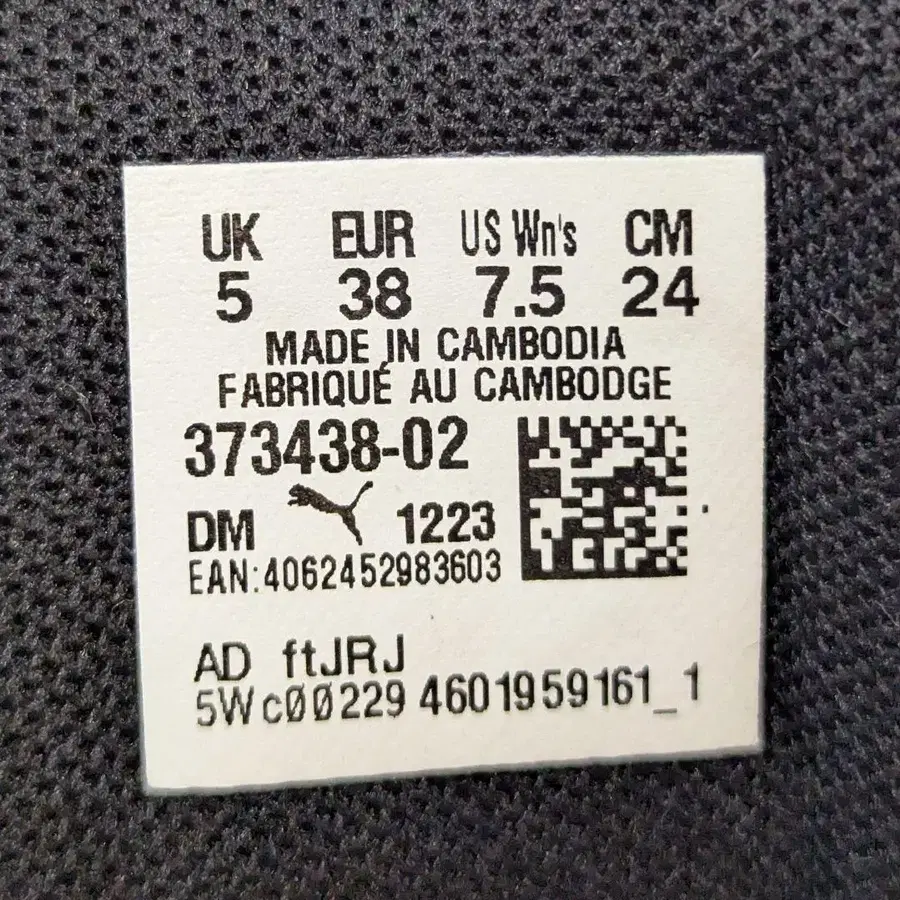 UK EUR US Wn's CM
5 38 7.5 24
MADE IN CAMBODIA
FABRIQUÉ AU CAMBODGE
373438-02
DM 1223
EAN:4062452983603
AD ftJRJ
5Wc00229 4601959161_1